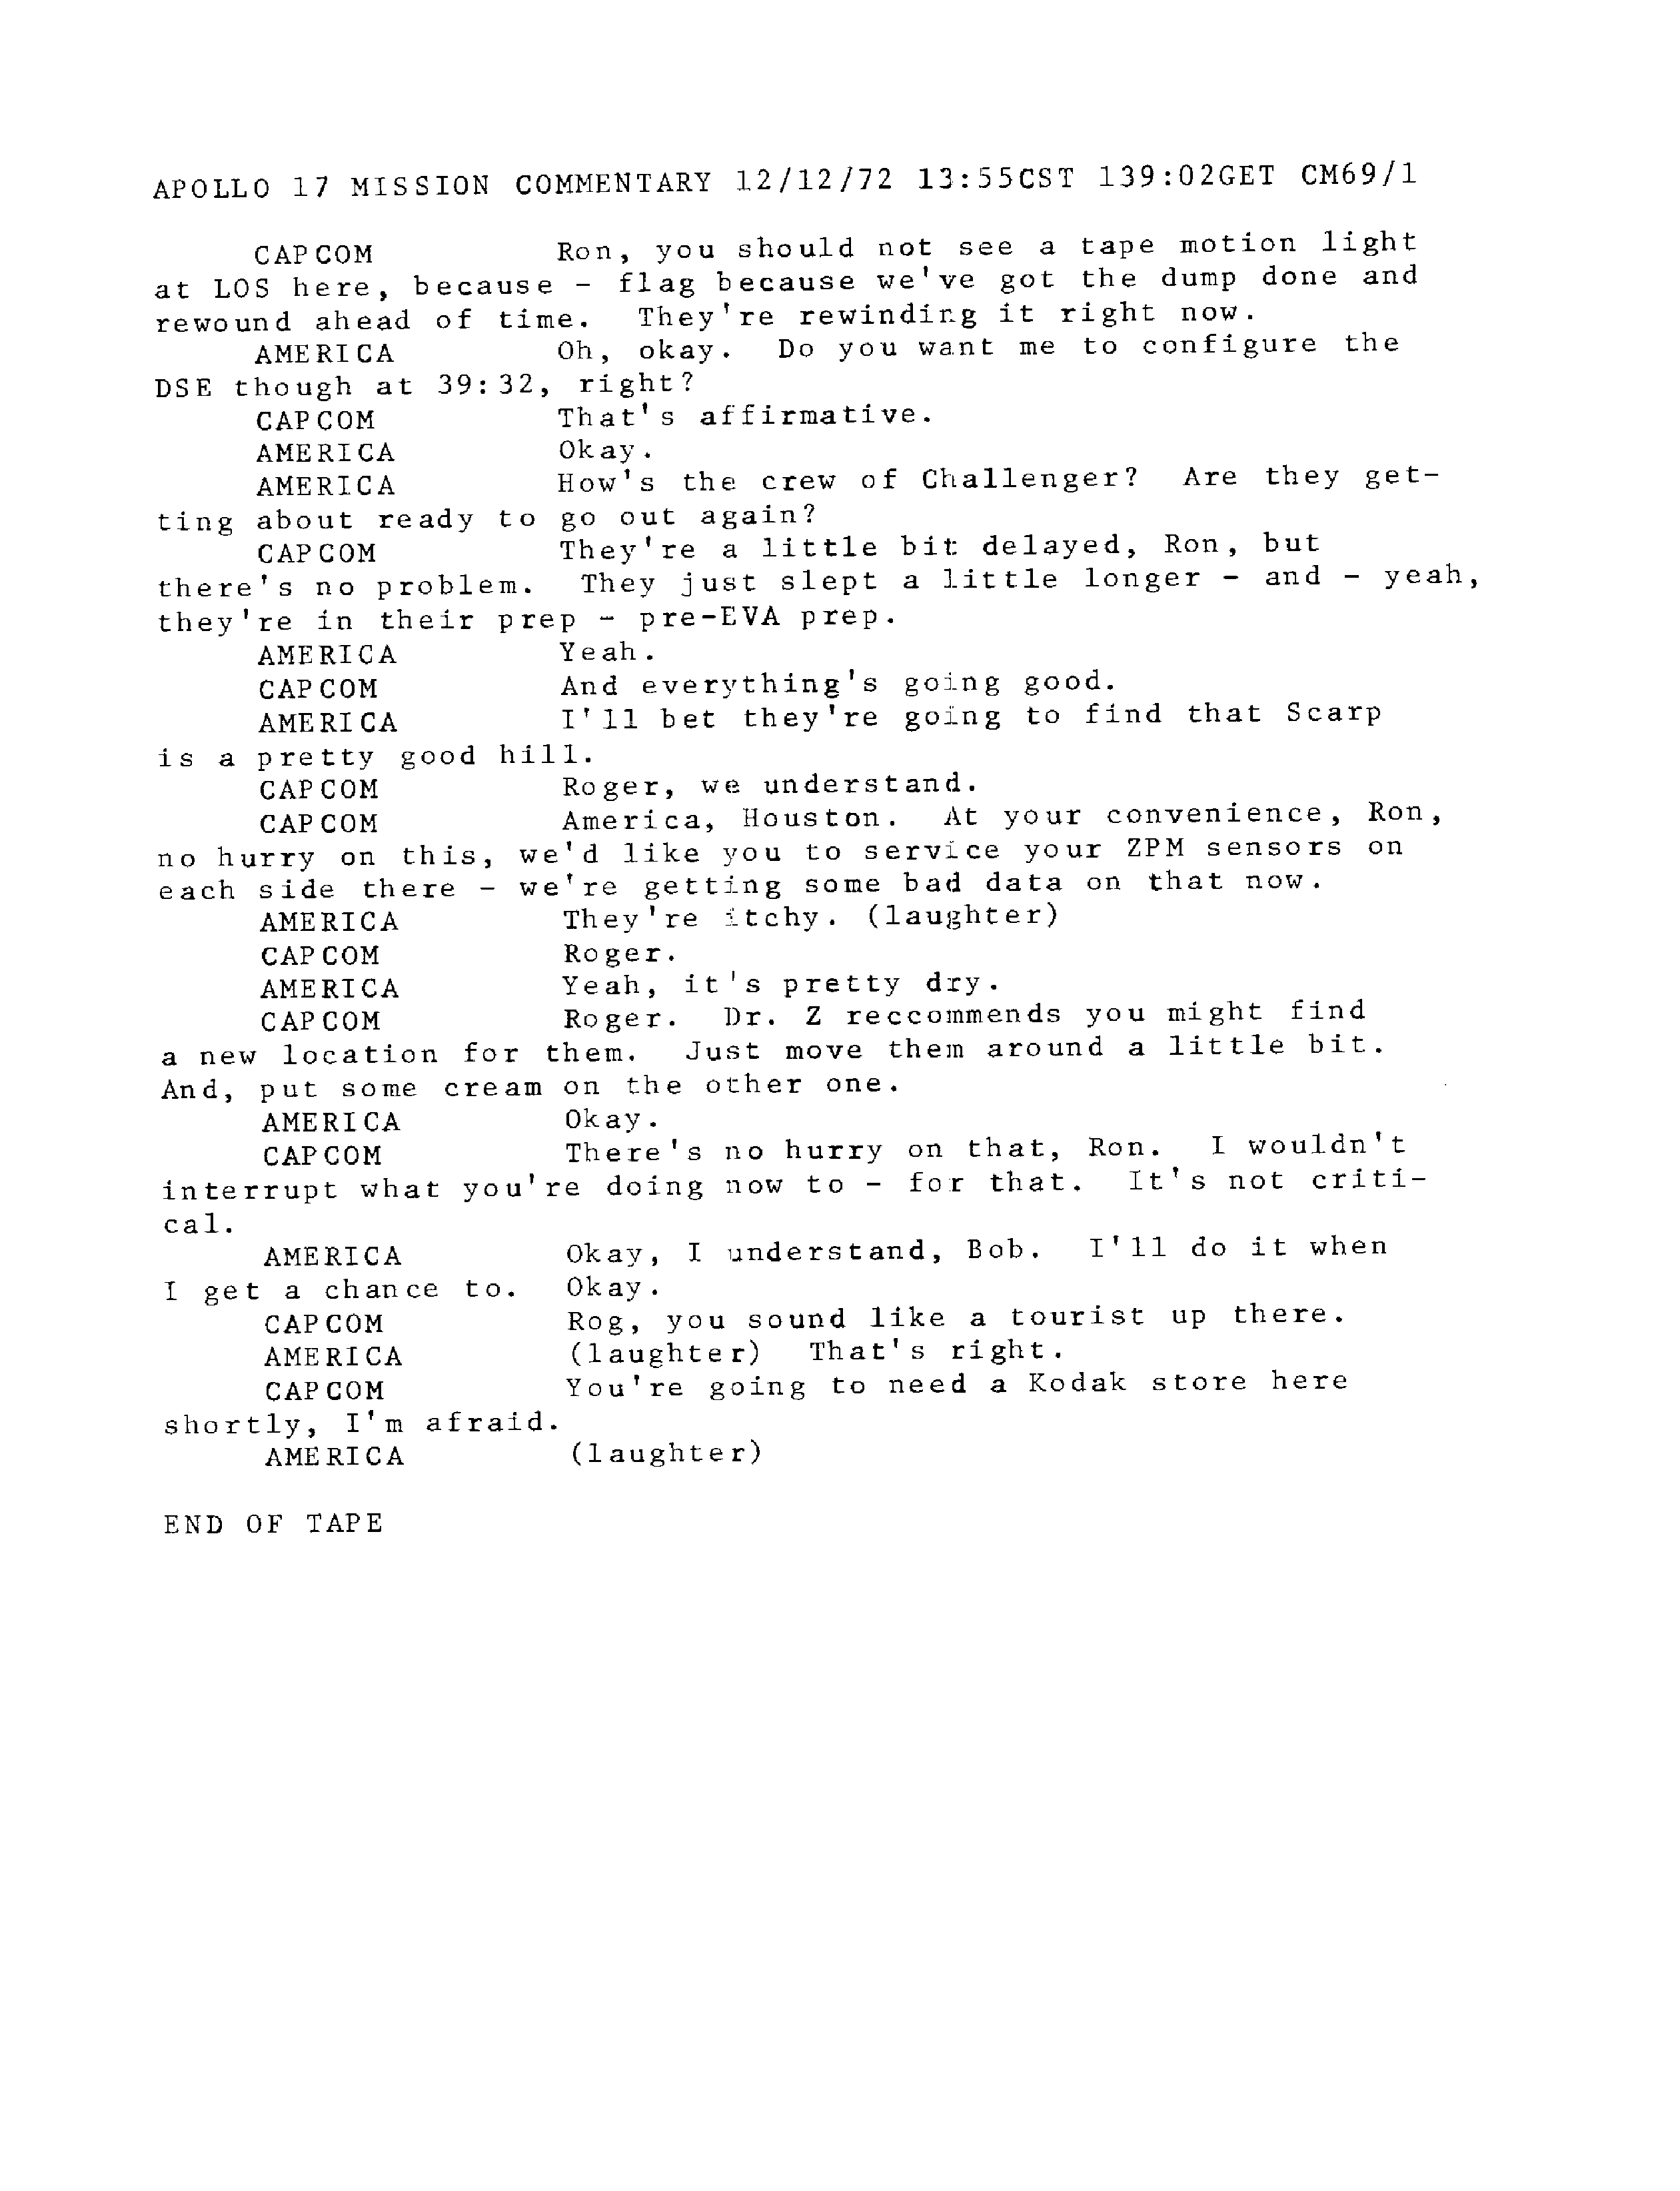 APOLLO 17 MISSION COMMENTARY 12/12/72 13:55CST 139:02GET CM69/1
CAPCOM Ron, you should not see a tape motion light
at LOS here, because - flag because we've got the dump done and
rewound ahead of time. They're rewinding it right now.
AMERICA Oh, okay. Do you want me to configure the
DSE though at 39:32, right?
CAPCOM That's affirmative.
AMERICA Okay.
AMERICA How's the crew of Challenger? Are they get-
ting about ready to go out again?
CAPCOM They're a little bit delayed, Ron, but
there's no problem. They just slept a little longer - and - yeah,
they're in their prep - pre-EVA prep.
AMERICA Yeah.
CAPCOM And everything's going good.
AMERICA I'll bet they're going to find that Scarp
is a pretty good hill.
CAPCOM Roger, we understand.
CAPCOM America, Houston. At your convenience, Ron,
no hurry on this, we'd like you to service your ZPM sensors on
each side there - we're getting some bad data on that now.
AMERICA They're itchy. (laughter)
CAPCOM Roger.
AMERICA Yeah, it's pretty dry.
CAPCOM Roger. Dr. Z reccommends you might find
a new location for them. Just move them around a little bit.
And, put some cream on the other one.
AMERICA Okay.
CAPCOM There's no hurry on that, Ron. I wouldn't
interrupt what you're doing now to - for that. It's not criti-
cal.
AMERICA Okay, I understand, Bob. I'll do it when
I get a chance to. Okay.
CAPCOM Rog, you sound like a tourist up there.
AMERICA (laughter) That's right.
CAPCOM You're going to need a Kodak store here
shortly, I'm afraid.
AMERICA (laughter)
END OF TAPE